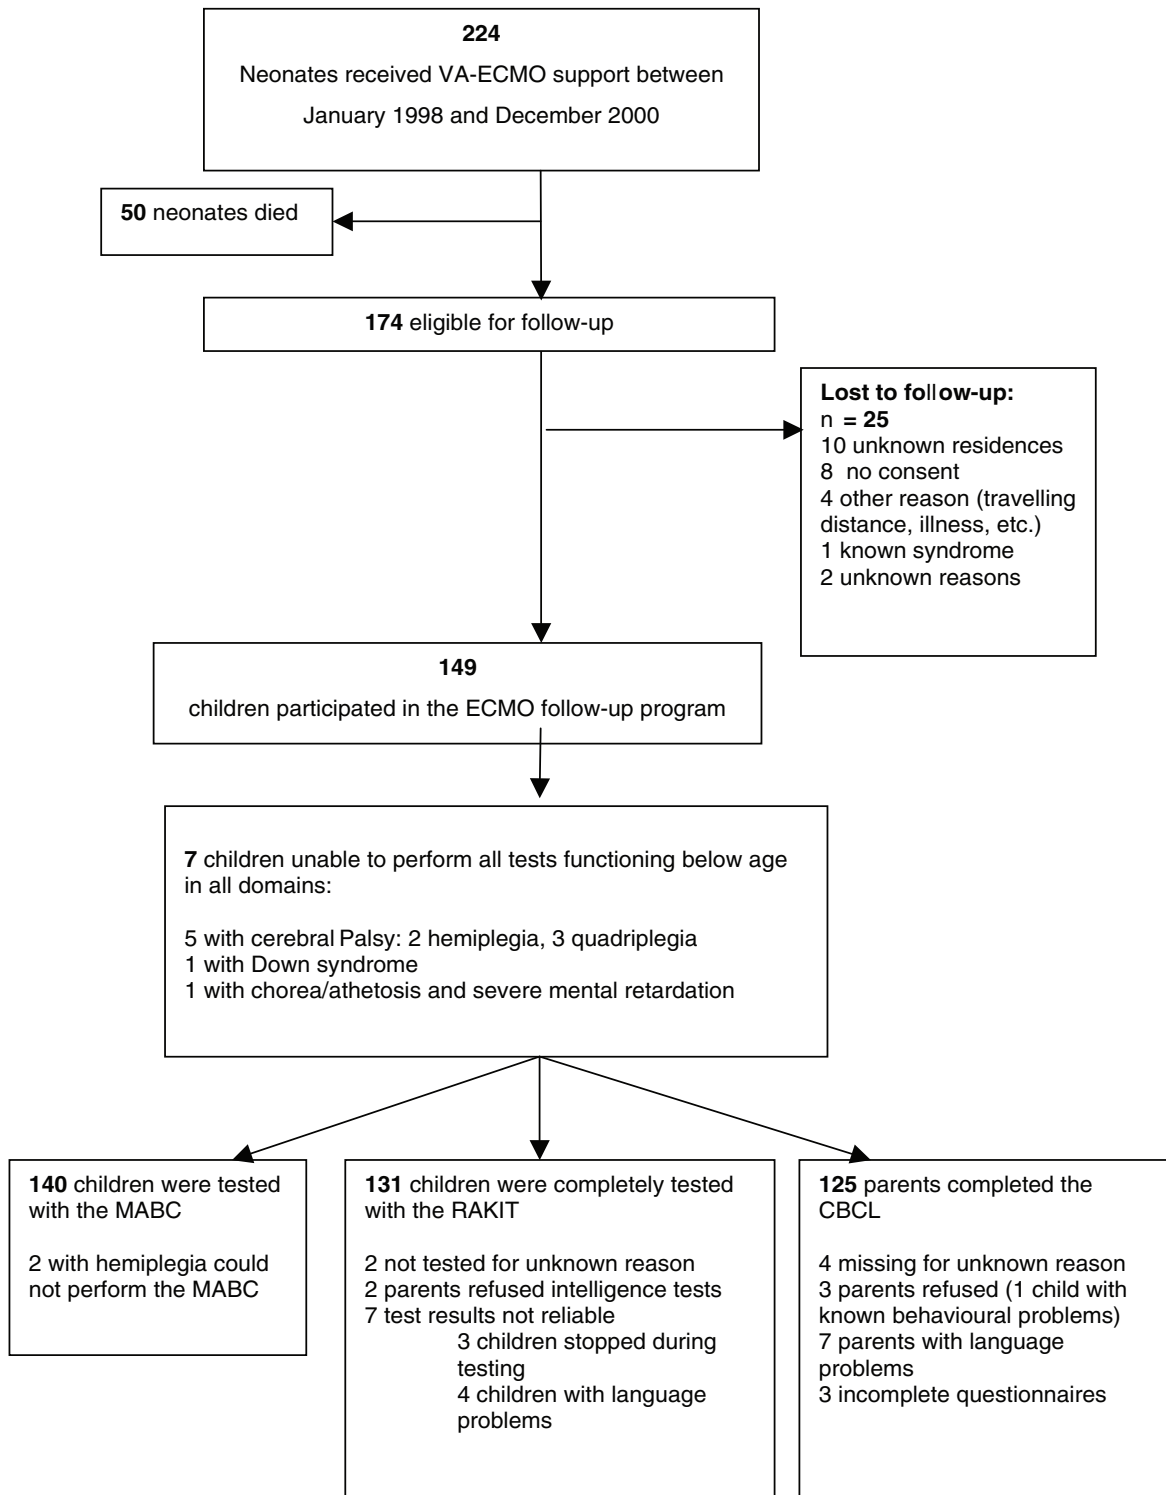 224
Neonates received VA-ECMO support between
January 1998 and December 2000
50 neonates died
174 eligible for follow-up
Lost to follow-up:
n = 25
10 unknown residences
8 no consent
4 other reason (travelling
distance, illness, etc.)
1 known syndrome
2 unknown reasons
149
children participated in the ECMO follow-up program
7 children unable to perform all tests functioning below age
in all domains:
5 with cerebral Palsy: 2 hemiplegia, 3 quadriplegia
1 with Down syndrome
1 with chorea/athetosis and severe mental retardation
140 children were tested
with the MABC
2 with hemiplegia could
not perform the MABC
131 children were completely tested
with the RAKIT
2 not tested for unknown reason
2 parents refused intelligence tests
7 test results not reliable
3 children stopped during
testing
4 children with language
problems
125 parents completed the
CBCL
4 missing for unknown reason
3 parents refused (1 child with
known behavioural problems)
7 parents with language
problems
3 incomplete questionnaires